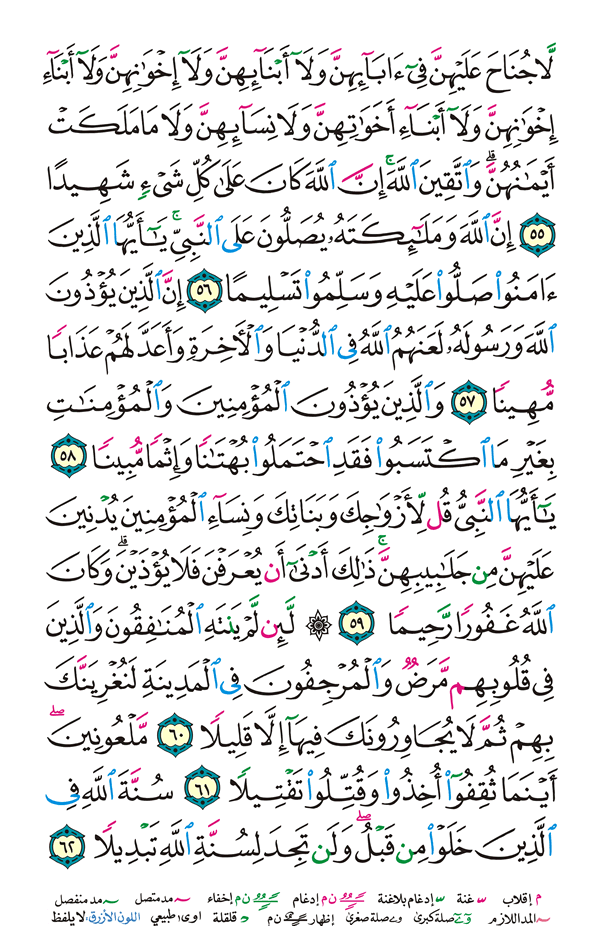 لَّا جُنَاحَ عَلَيْهِنَّ فِىٓ ءَابَآئِهِنَّ وَلَآ أَبْنَآئِهِنَّ وَلَآ إِخْوَٰنِهِنَّ وَلَآ أَبْنَآءِ
إِخْوَٰنِهِنَّ وَلَآ أَبْنَآءِ أَخَوَٰتِهِنَّ وَلَا نِسَآئِهِنَّ وَلَا مَا مَلَكَتْ
أَيْمَٰنُهُنَّ ۗ وَٱتَّقِينَ ٱللَّهَ ۚ إِنَّ ٱللَّهَ كَانَ عَلَىٰ كُلِّ شَىْءٍ شَهِيدًا
٥٥ إِنَّ ٱللَّهَ وَمَلَٰٓئِكَتَهُۥ يُصَلُّونَ عَلَى ٱلنَّبِىِّ ۚ يَٰٓأَيُّهَا ٱلَّذِينَ
ءَامَنُوا۟ صَلُّوا۟ عَلَيْهِ وَسَلِّمُوا۟ تَسْلِيمًا ٥٦ إِنَّ ٱلَّذِينَ يُؤْذُونَ
ٱللَّهَ وَرَسُولَهُۥ لَعَنَهُمُ ٱللَّهُ فِى ٱلدُّنْيَا وَٱلْءَاخِرَةِ وَأَعَدَّ لَهُمْ عَذَابًا
مُّهِينًا ٥٧ وَٱلَّذِينَ يُؤْذُونَ ٱلْمُؤْمِنِينَ وَٱلْمُؤْمِنَٰتِ
بِغَيْرِ مَا ٱكْتَسَبُوا۟ فَقَدِ ٱحْتَمَلُوا۟ بُهْتَٰنًا وَإِثْمًا مُّبِينًا ٥٨
يَٰٓأَيُّهَا ٱلنَّبِىُّ قُل لِّأَزْوَٰجِكَ وَبَنَاتِكَ وَنِسَآءِ ٱلْمُؤْمِنِينَ يُدْنِينَ
عَلَيْهِنَّ مِن جَلَٰبِيبِهِنَّ ۚ ذَٰلِكَ أَدْنَىٰٓ أَن يُعْرَفْنَ فَلَا يُؤْذَيْنَ ۗ وَكَانَ
ٱللَّهُ غَفُورًا رَّحِيمًا ٥٩ ۞ لَّئِن لَّمْ يَنتَهِ ٱلْمُنَٰفِقُونَ وَٱلَّذِينَ
فِى قُلُوبِهِم مَّرَضٌ وَٱلْمُرْجِفُونَ فِى ٱلْمَدِينَةِ لَنُغْرِيَنَّكَ
بِهِمْ ثُمَّ لَا يُجَاوِرُونَكَ فِيهَآ إِلَّا قَلِيلًا ٦٠ مَّلْعُونِينَ ۖ
أَيْنَمَا ثُقِفُوٓا۟ أُخِذُوا۟ وَقُتِّلُوا۟ تَقْتِيلًا ٦١ سُنَّةَ ٱللَّهِ فِى
ٱلَّذِينَ خَلَوْا۟ مِن قَبْلُ ۖ وَلَن تَجِدَ لِسُنَّةِ ٱللَّهِ تَبْدِيلًا ٦٢
م إقلاب غنة إدغام بلاغنة ن م إدغام ن م إخفاء مد متصل مد منفصل
المد اللازم صلة كبرى صلة صغرى إظهار ن م قلقلة اوى: طبيعي اللون الأزرق: لا يلفظ